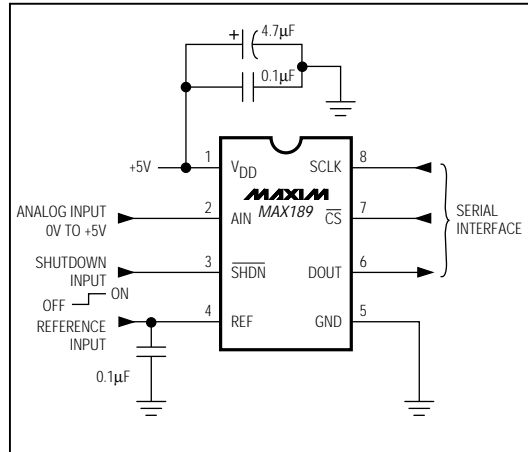 + 4.7µF
0.1µF
+5V 1 VDD SCLK 8
MAXIM
MAX189
ANALOG INPUT 0V TO +5V
2 AIN CS 7
SERIAL INTERFACE
SHUTDOWN INPUT
3 SHDN DOUT 6
OFF ON
REFERENCE INPUT
4 REF GND 5
0.1µF